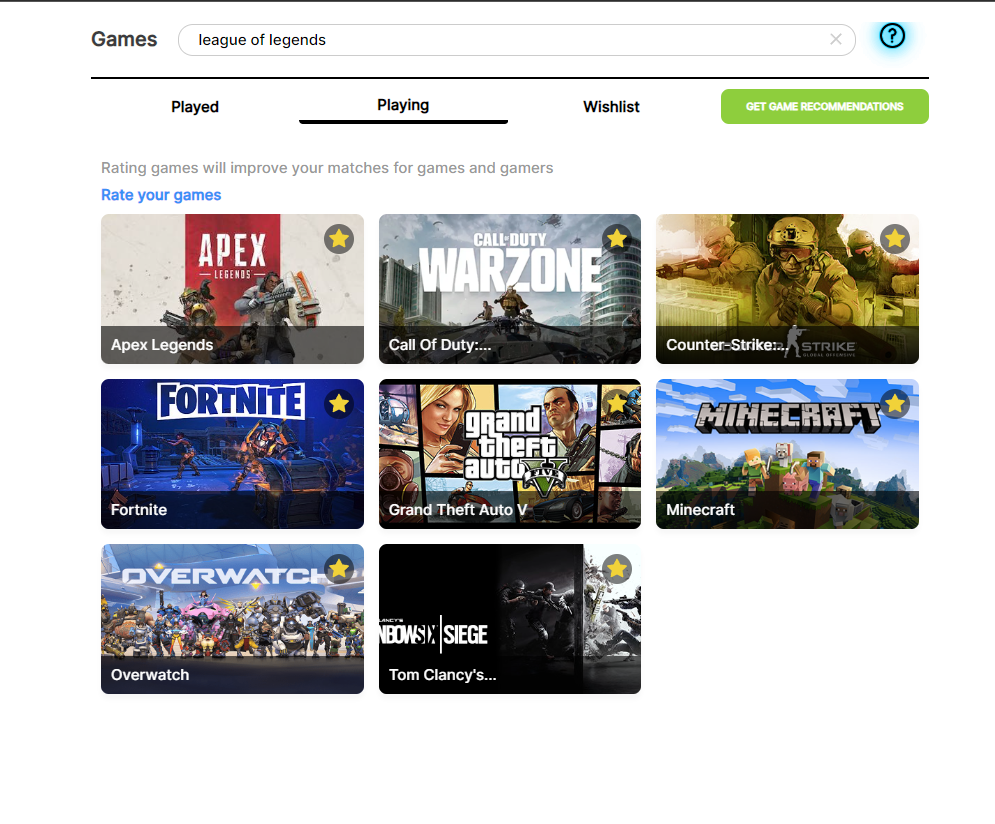 Games
league of legends
Played
Playing
Wishlist
GET GAME RECOMMENDATIONS
Rating games will improve your matches for games and gamers
Rate your games
APEX
LEGENDS
Apex Legends
CALL OF DUTY
WARZONE
Call Of Duty:...
STRIKE
GLOBAL OFFENSIVE
Counter-Strike:...
FORTNITE
Fortnite
grand
theft
auto
FIVE
Grand Theft Auto V
MINECRAFT
Minecraft
OVERWATCH
Overwatch
LANCY'S
NBOWSIX SIEGE
Tom Clancy's...